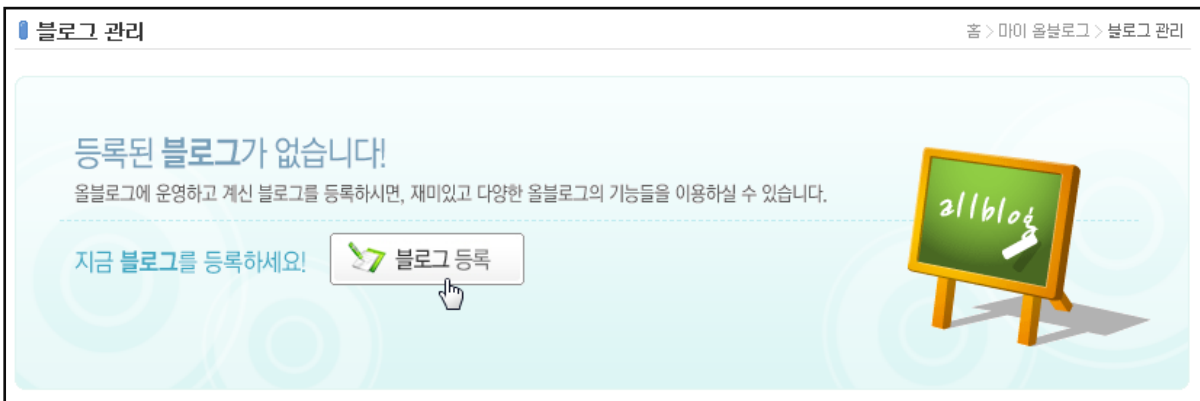 블로그 관리
홈 > 마이 올블로그 > 블로그 관리
등록된 블로그가 없습니다!
올블로그에 운영하고 계신 블로그를 등록하시면, 재미있고 다양한 올블로그의 기능들을 이용하실 수 있습니다.
allblog
지금 블로그를 등록하세요!
블로그 등록